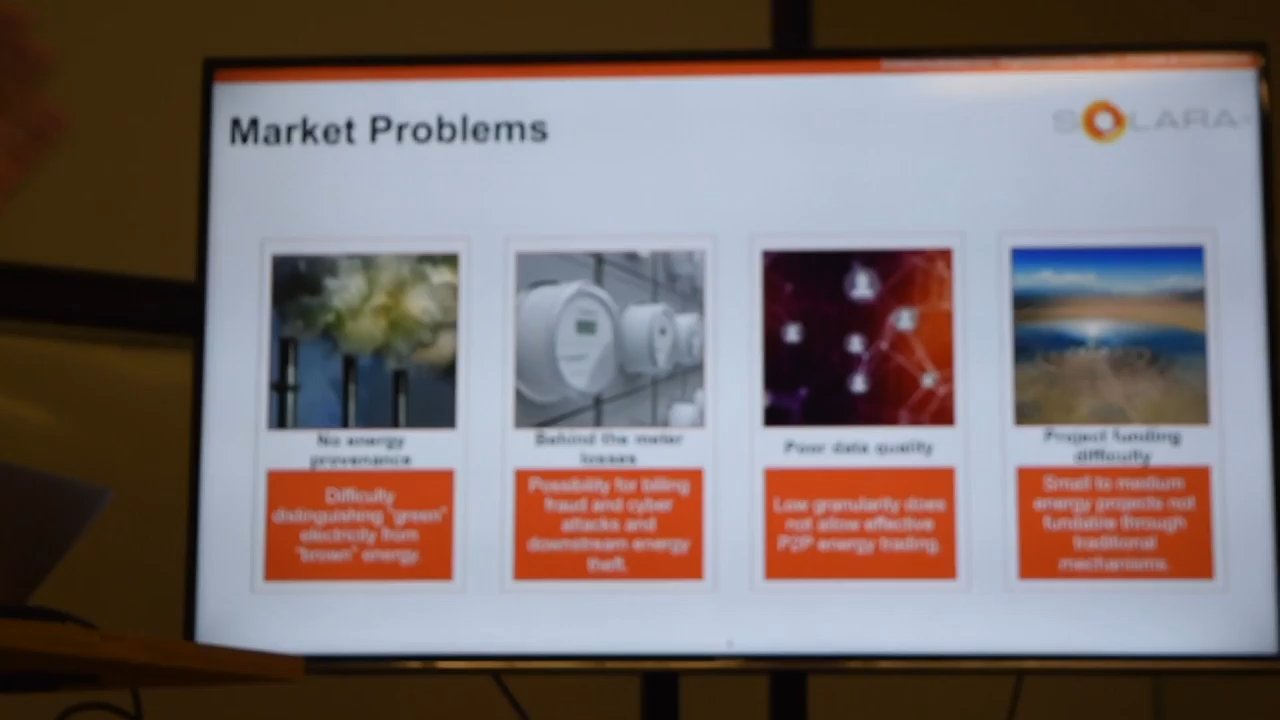 Market Problems
SOLARA
No energy
provenance
Behind the meter
losses
Poor data quality
Project funding
difficulty
Difficulty
distinguishing "green"
electricity from
"brown" energy.
Possibility for billing
fraud and cyber
attacks and
downstream energy
theft.
Low granularity does
not allow effective
P2P energy trading.
Small to medium
energy projects not
fundable through
traditional
mechanisms.